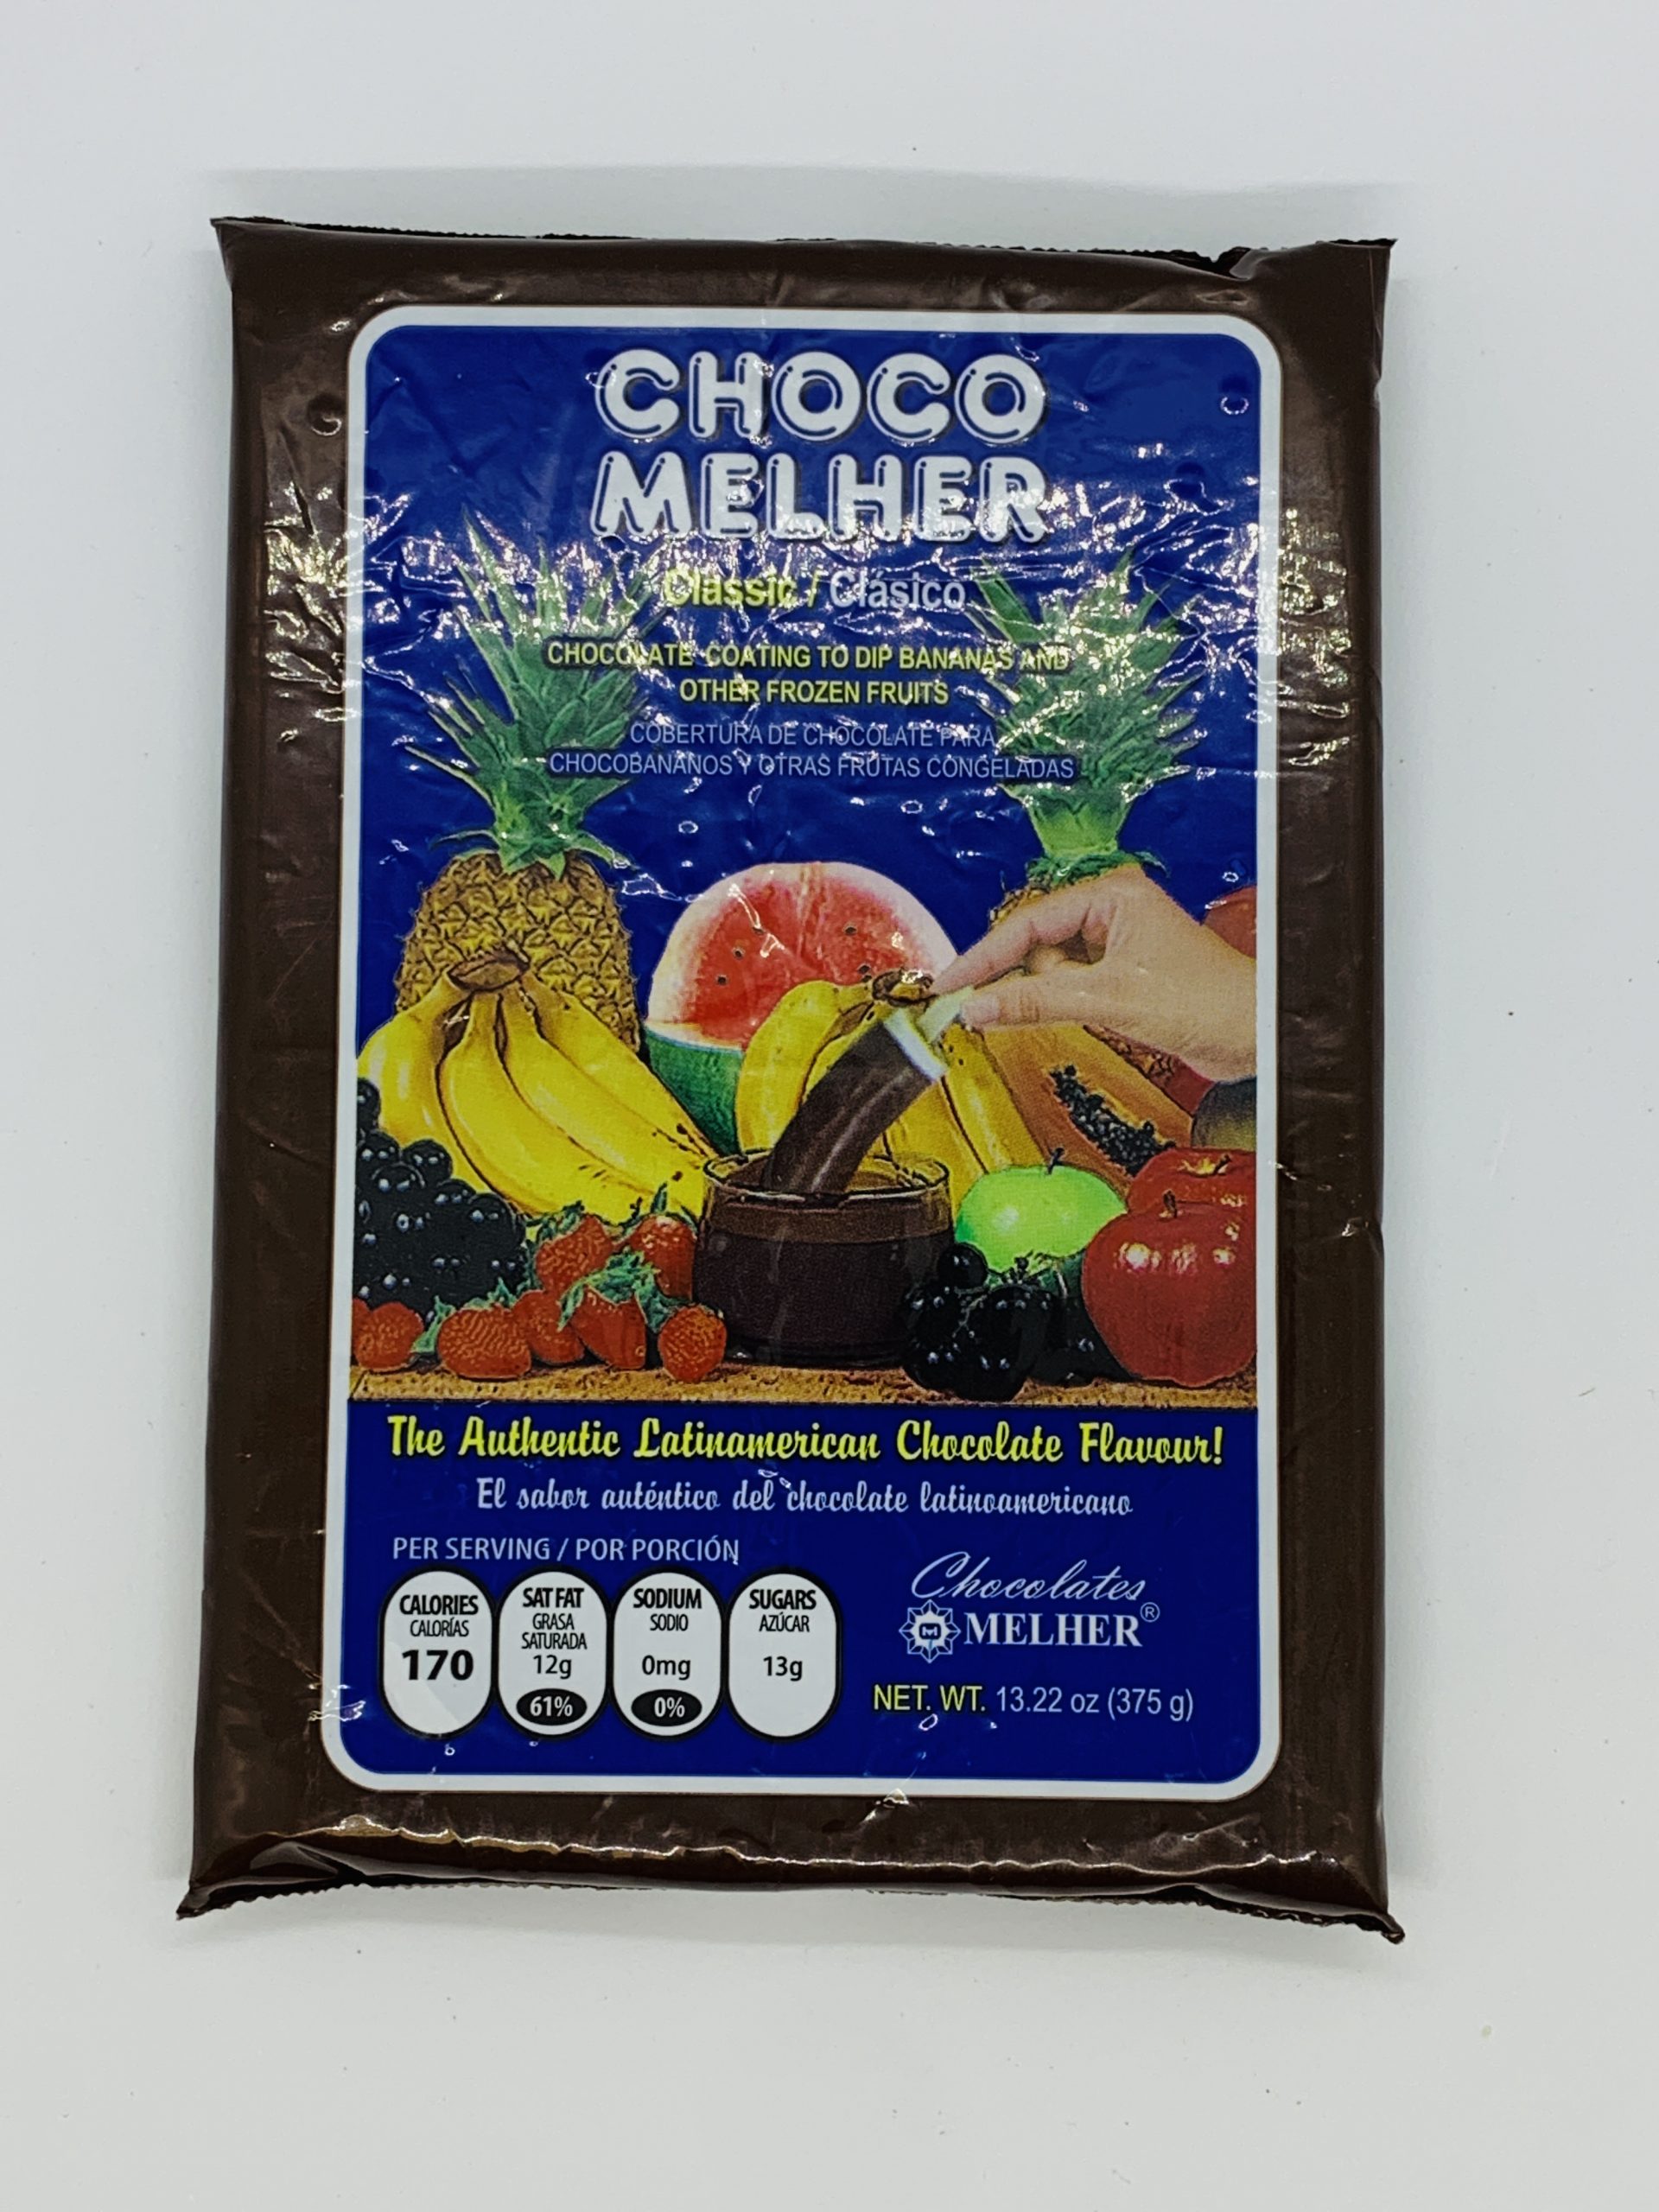 CHOCO
MELHER
Classic / Clásico
CHOCOLATE COATING TO DIP BANANAS AND
OTHER FROZEN FRUITS
COBERTURA DE CHOCOLATE PARA
CHOCOBANANOS Y OTRAS FRUTAS CONGELADAS
The Authentic Latinamerican Chocolate Flavour!
El sabor auténtico del chocolate latinoamericano
PER SERVING / POR PORCIÓN
CALORIES
CALORÍAS
170
SAT FAT
GRASA
SATURADA
12g
61%
SODIUM
SODIO
0mg
0%
SUGARS
AZÚCAR
13g
Chocolates
M MELHER®
NET. WT. 13.22 oz (375 g)